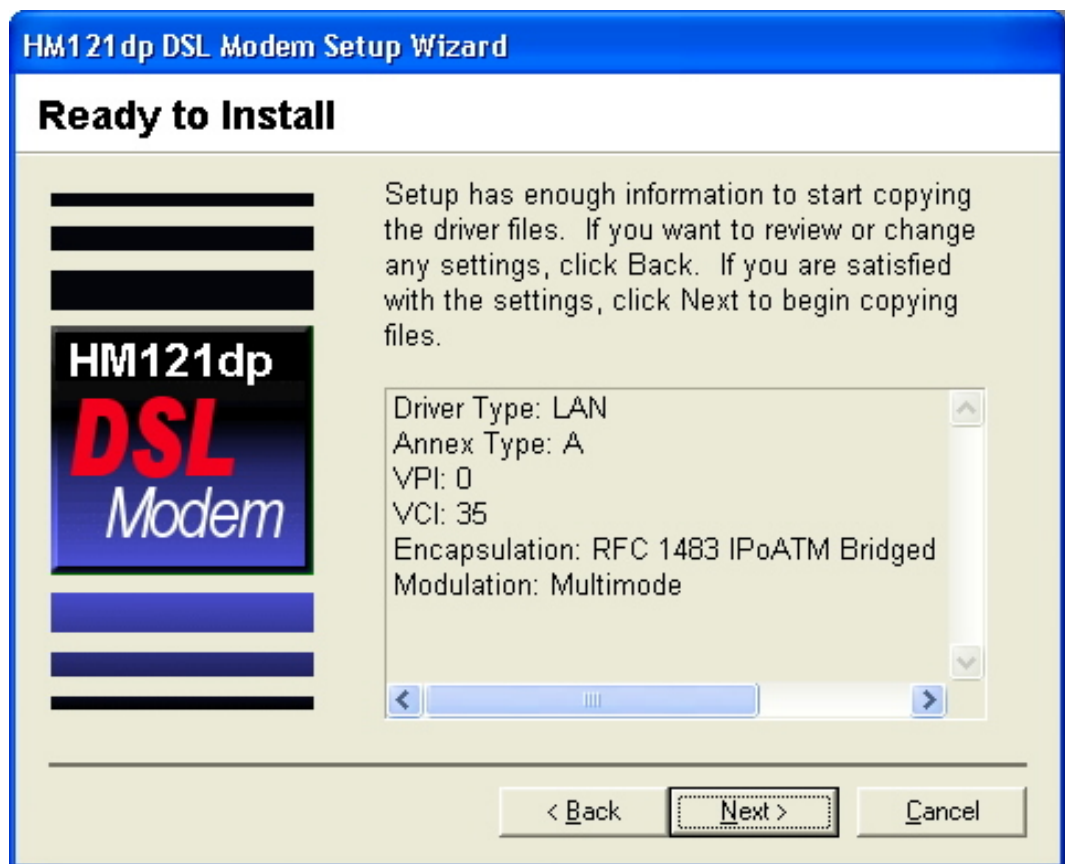 HM121dp DSL Modem Setup Wizard
Ready to Install
Setup has enough information to start copying
the driver files.  If you want to review or change
any settings, click Back.  If you are satisfied
with the settings, click Next to begin copying
files.
HM121dp
DSL
Modem
Driver Type: LAN
Annex Type: A
VPI: 0
VCI: 35
Encapsulation: RFC 1483 IPoATM Bridged
Modulation: Multimode
< Back
Next >
Cancel